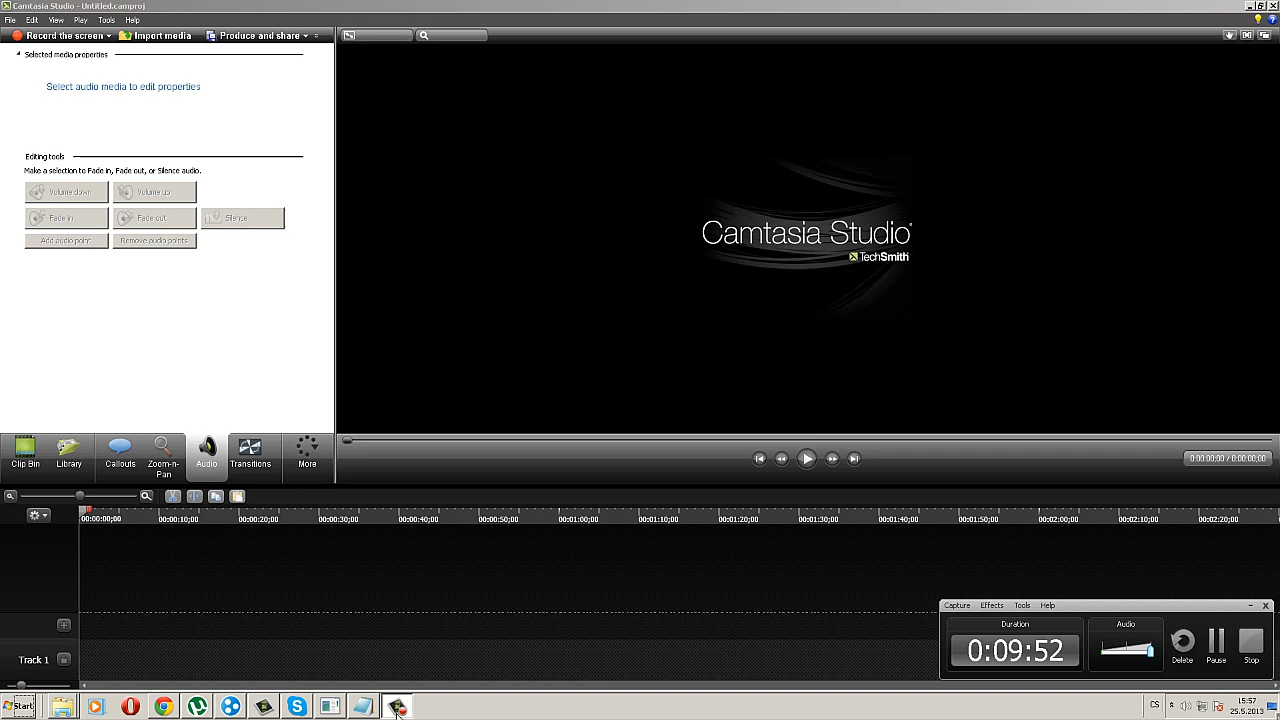 Camtasia Studio - Untitled.camproj
File Edit View Play Tools Help
Record the screen Import media Produce and share
Selected media properties
Select audio media to edit properties
Editing tools
Make a selection to Fade in, Fade out, or Silence audio.
Volume down Volume up
Fade in Fade out Silence
Add audio point Remove audio points
Camtasia Studio®
TechSmith
Clip Bin Library Callouts Zoom-n-Pan Audio Transitions More
0:00:00;00 / 0:00:00;00
00:00:00;00 00:00:10;00 00:00:20;00 00:00:30;00 00:00:40;00 00:00:50;00 00:01:00;00 00:01:10;00 00:01:20;00 00:01:30;00 00:01:40;00 00:01:50;00 00:02:00;00 00:02:10;00 00:02:20;00
Capture Effects Tools Help
Duration Audio
0:09:52
Delete Pause Stop
Track 1
Start
CS
15:57
25.5.2013